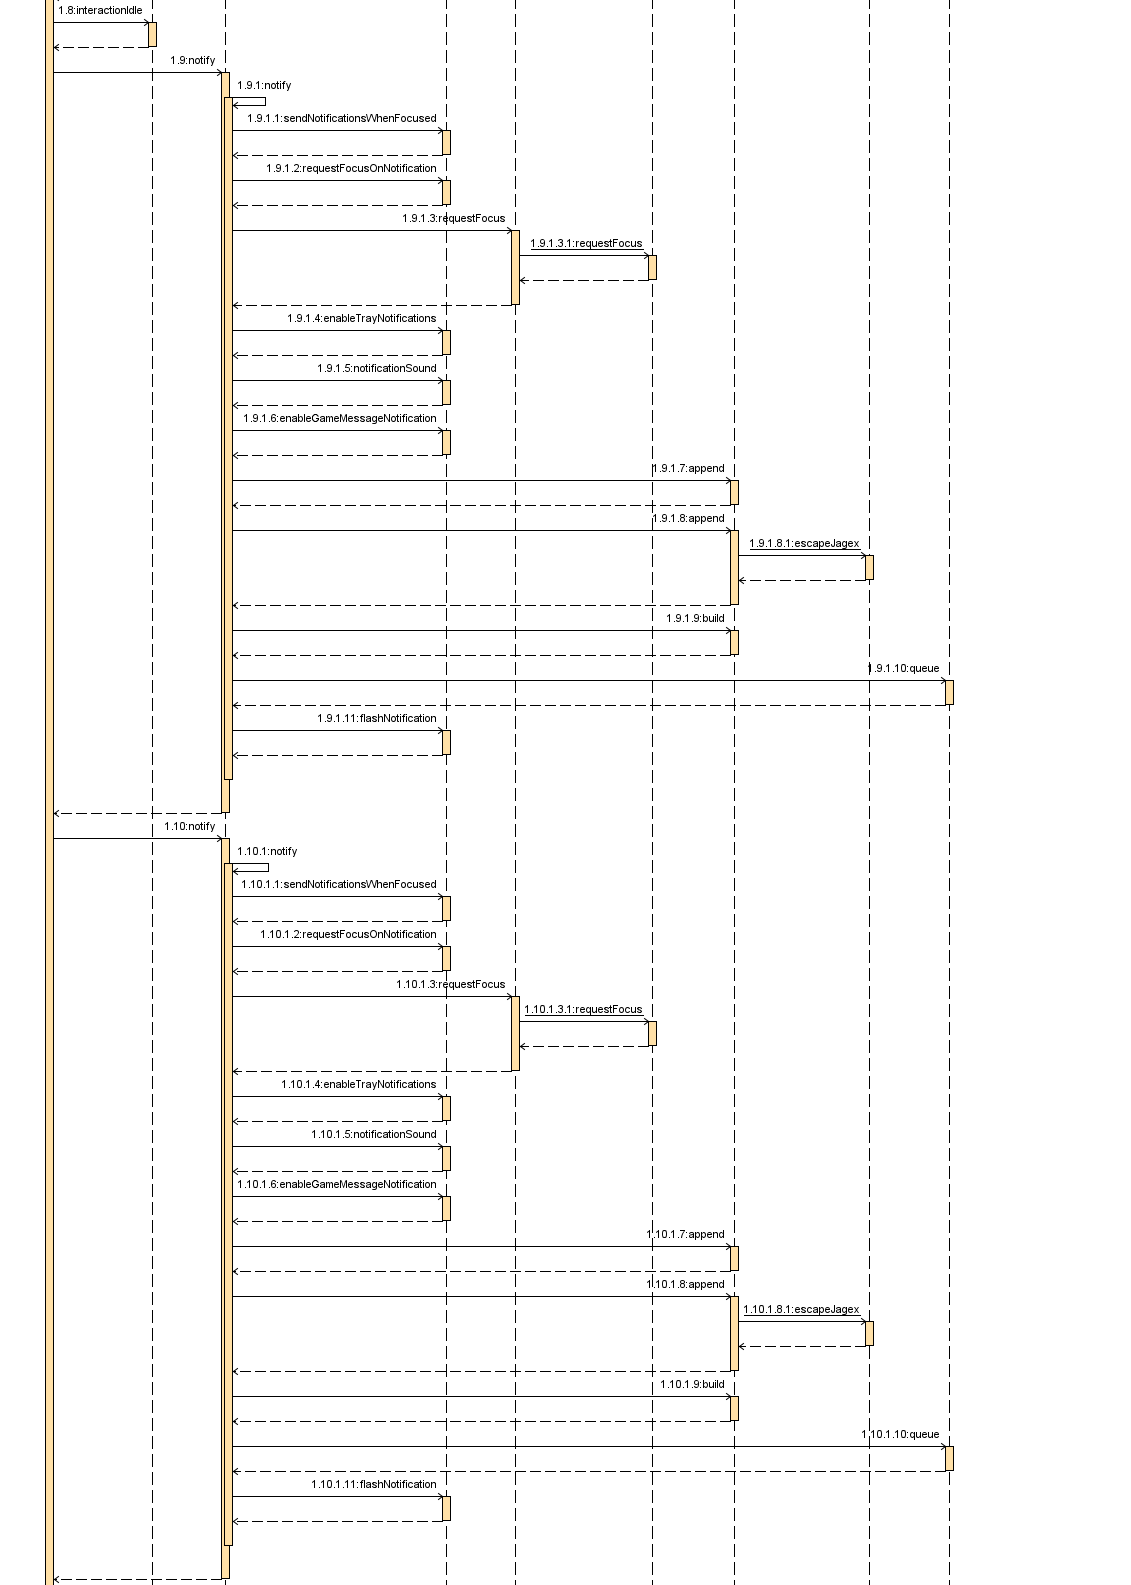 1.8:interactionIdle
1.9:notify
1.9.1:notify
1.9.1.1:sendNotificationsWhenFocused
1.9.1.2:requestFocusOnNotification
1.9.1.3:requestFocus
1.9.1.3.1:requestFocus
1.9.1.4:enableTrayNotifications
1.9.1.5:notificationSound
1.9.1.6:enableGameMessageNotification
1.9.1.7:append
1.9.1.8:append
1.9.1.8.1:escapeJagex
1.9.1.9:build
1.9.1.10:queue
1.9.1.11:flashNotification
1.10:notify
1.10.1:notify
1.10.1.1:sendNotificationsWhenFocused
1.10.1.2:requestFocusOnNotification
1.10.1.3:requestFocus
1.10.1.3.1:requestFocus
1.10.1.4:enableTrayNotifications
1.10.1.5:notificationSound
1.10.1.6:enableGameMessageNotification
1.10.1.7:append
1.10.1.8:append
1.10.1.8.1:escapeJagex
1.10.1.9:build
1.10.1.10:queue
1.10.1.11:flashNotification